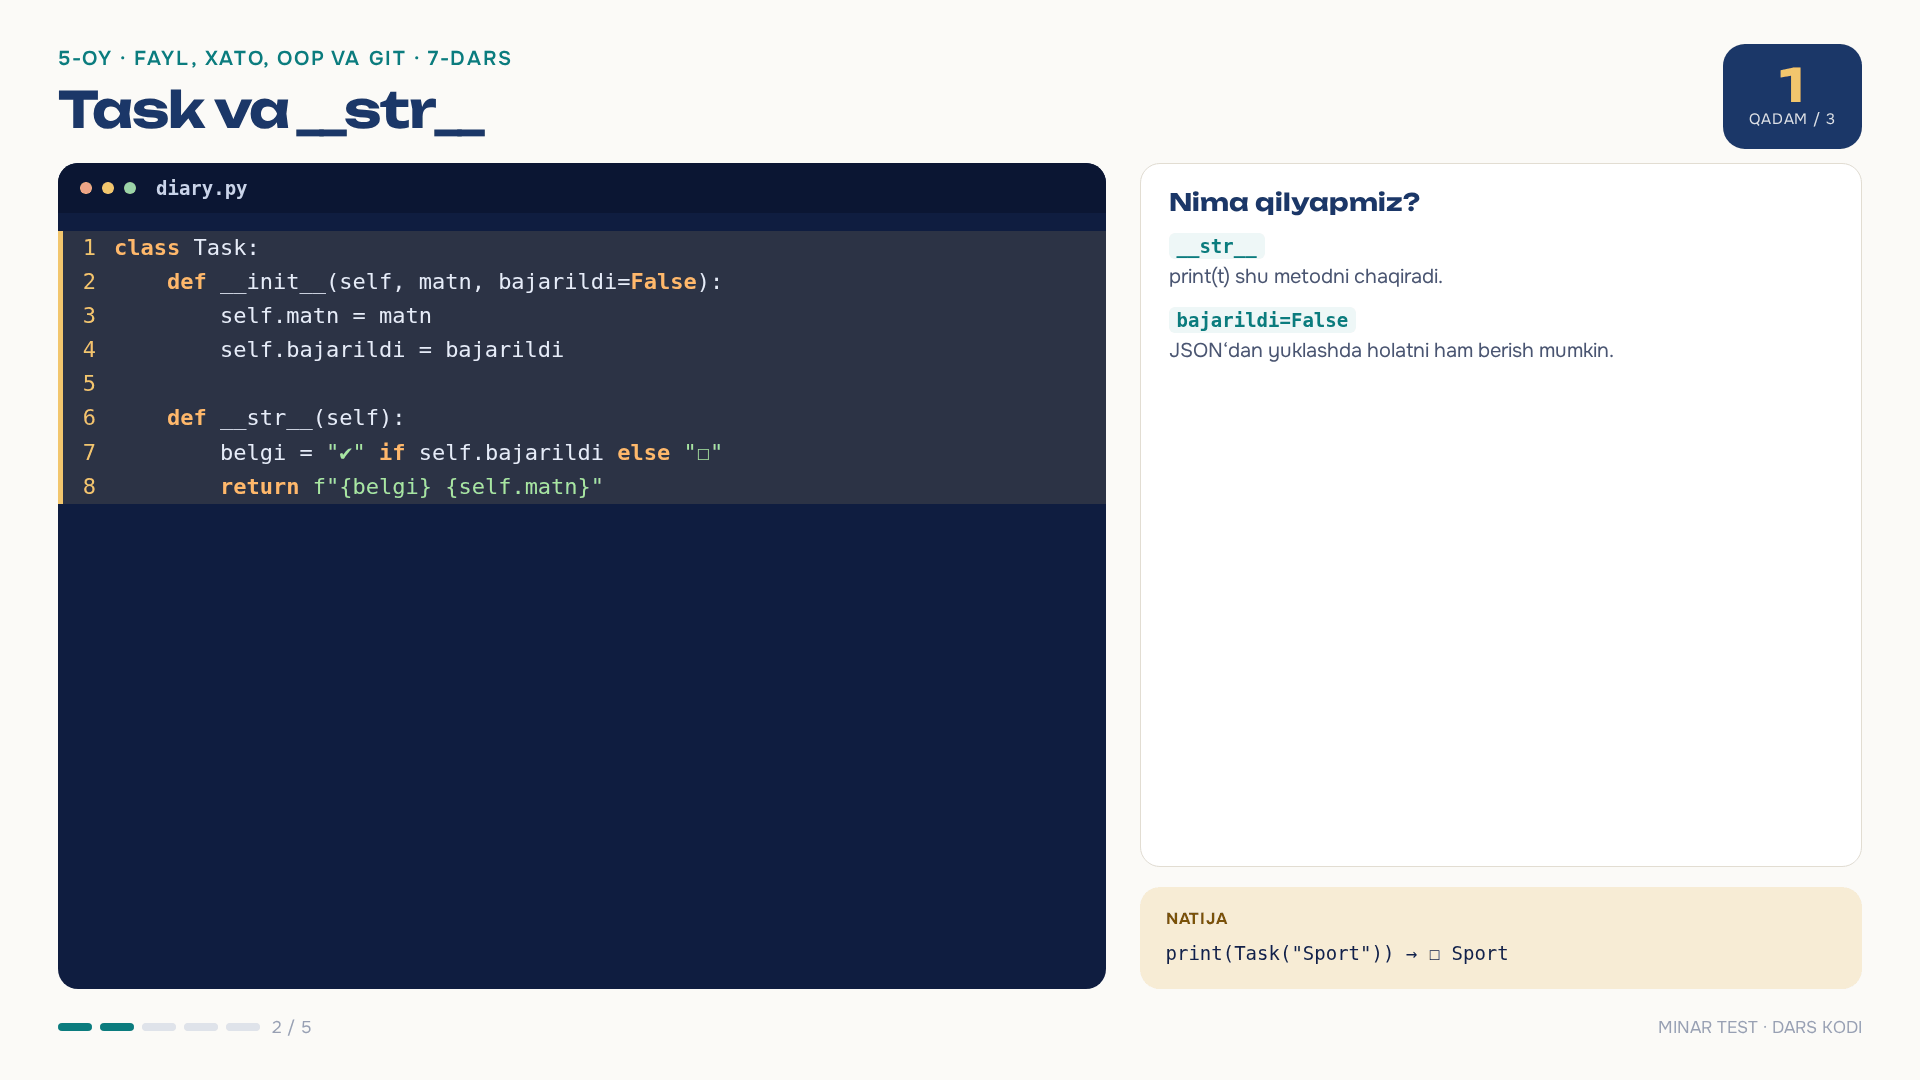 5-OY · FAYL, XATO, OOP VA GIT · 7-DARS
Task va __str__
1
QADAM / 3
diary.py
1 class Task:
2     def __init__(self, matn, bajarildi=False):
3         self.matn = matn
4         self.bajarildi = bajarildi
5
6     def __str__(self):
7         belgi = "✔" if self.bajarildi else "☐"
8         return f"{belgi} {self.matn}"
Nima qilyapmiz?
__str__
print(t) shu metodni chaqiradi.
bajarildi=False
JSON‘dan yuklashda holatni ham berish mumkin.
NATIJA
print(Task("Sport")) → ☐ Sport
2 / 5
MINAR TEST · DARS KODI